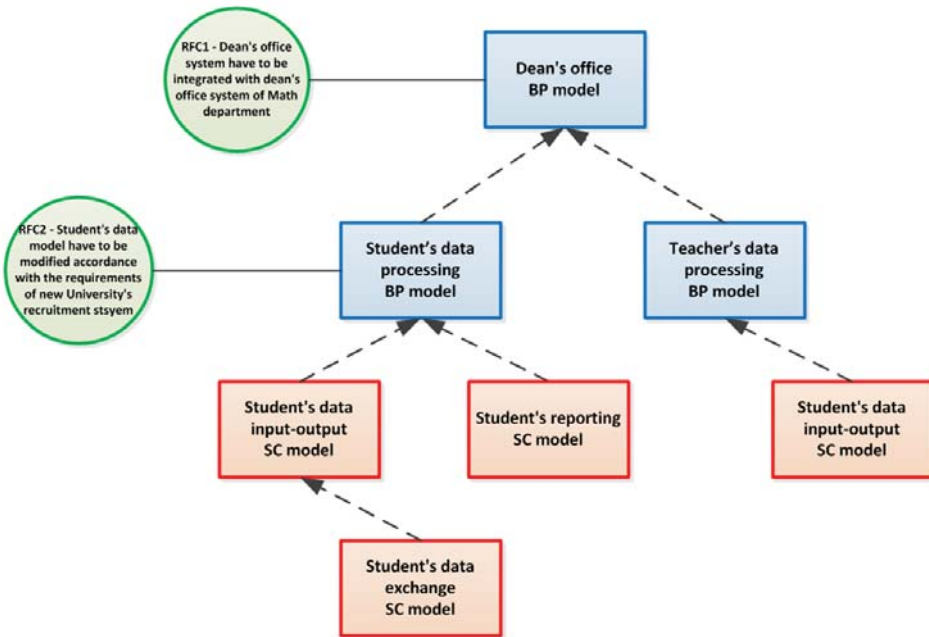 RFC1 - Dean's office
system have to be
integrated with dean's
office system of Math
department
Dean's office
BP model
RFC2 - Student's data
model have to be
modified accordance
with the requirements
of new University's
recruitment stsyem
Student's data
processing
BP model
Teacher's data
processing
BP model
Student's data
input-output
SC model
Student's reporting
SC model
Student's data
input-output
SC model
Student's data
exchange
SC model